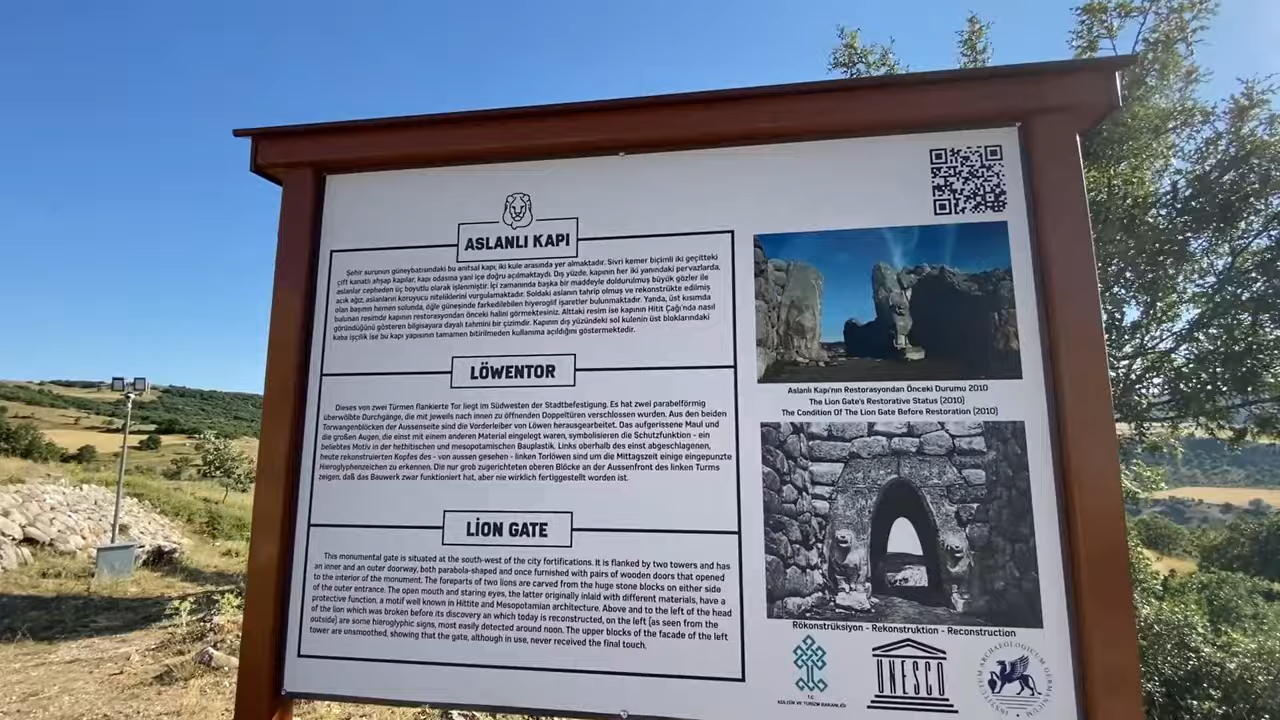 ASLANLI KAPI
Şehir surunun güneybatısındaki bu anıtsal kapı, iki kule arasında yer almaktadır. Sivri kemer biçimli iki geçitteki
çift kanatlı ahşap kapılar, kapı odasına yani içe doğru açılmaktaydı. Dış yüzde, kapının her iki yanındaki pervazlarda,
aslanlar cepheden üç boyutlu olarak işlenmiştir. İçi zamanında başka bir maddeyle doldurulmuş büyük gözler ile
açık ağız, aslanların koruyucu niteliklerini vurgulamaktadır. Soldaki aslanın tahrip olmuş ve rekonstrükte edilmiş
olan başının hemen solunda, öğle güneşinde farkedilebilen hiyeroglif işaretler bulunmaktadır. Yanda, üst kısımda
bulunan resimde kapının restorasyondan önceki halini görmektesiniz. Alttaki resim ise kapının Hitit Çağı'nda nasıl
göründüğünü gösteren bilgisayara dayalı tahmini bir çizimdir. Kapının dış yüzündeki sol kulenin üst bloklarındaki
kaba işçilik ise bu kapı yapısının tamamen bitirilmeden kullanıma açıldığını göstermektedir.
LÖWENTOR
Dieses von zwei Türmen flankierte Tor liegt im Südwesten der Stadtbefestigung. Es hat zwei parabelförmig
überwölbte Durchgänge, die mit jeweils nach innen zu öffnenden Doppeltüren verschlossen wurden. Aus den beiden
Torwangenblöcken der Aussenseite sind die Vorderleiber von Löwen herausgearbeitet. Das aufgerissene Maul und
die großen Augen, die einst mit einem anderen Material eingelegt waren, symbolisieren die Schutzfunktion - ein
beliebtes Motiv in der hethitischen und mesopotamischen Bauplastik. Links oberhalb des einst abgeschlagenen,
heute rekonstruierten Kopfes des - von aussen gesehen - linken Torlöwen sind um die Mittagszeit einige eingepunzte
Hieroglyphenzeichen zu erkennen. Die nur grob zugerichteten oberen Blöcke an der Aussenfront des linken Turms
zeigen, daß das Bauwerk zwar funktioniert hat, aber nie wirklich fertiggestellt worden ist.
LİON GATE
This monumental gate is situated at the south-west of the city fortifications. It is flanked by two towers and has
an inner and an outer doorway, both parabola-shaped and once furnished with pairs of wooden doors that opened
to the interior of the monument. The foreparts of two lions are carved from the huge stone blocks on either side
of the outer entrance. The open mouth and staring eyes, the latter originally inlaid with different materials, have a
protective function, a motif well known in Hittite and Mesopotamian architecture. Above and to the left of the head
of the lion which was broken before its discovery an which today is reconstructed, on the left [as seen from the
outside] are some hieroglyphic signs, most easily detected around noon. The upper blocks of the facade of the left
tower are unsmoothed, showing that the gate, although in use, never received the final touch.
Aslanlı Kapı'nın Restorasyondan Önceki Durumu 2010
The Lion Gate's Restorative Status (2010)
The Condition Of The Lion Gate Before Restoration (2010)
Rökonstrüksiyon - Rekonstruktion - Reconstruction
T.C.
KÜLTÜR VE TURİZM BAKANLIĞI
UNESCO
INSTITUTUM ARCHAEOLOGICUM GERMANICUM